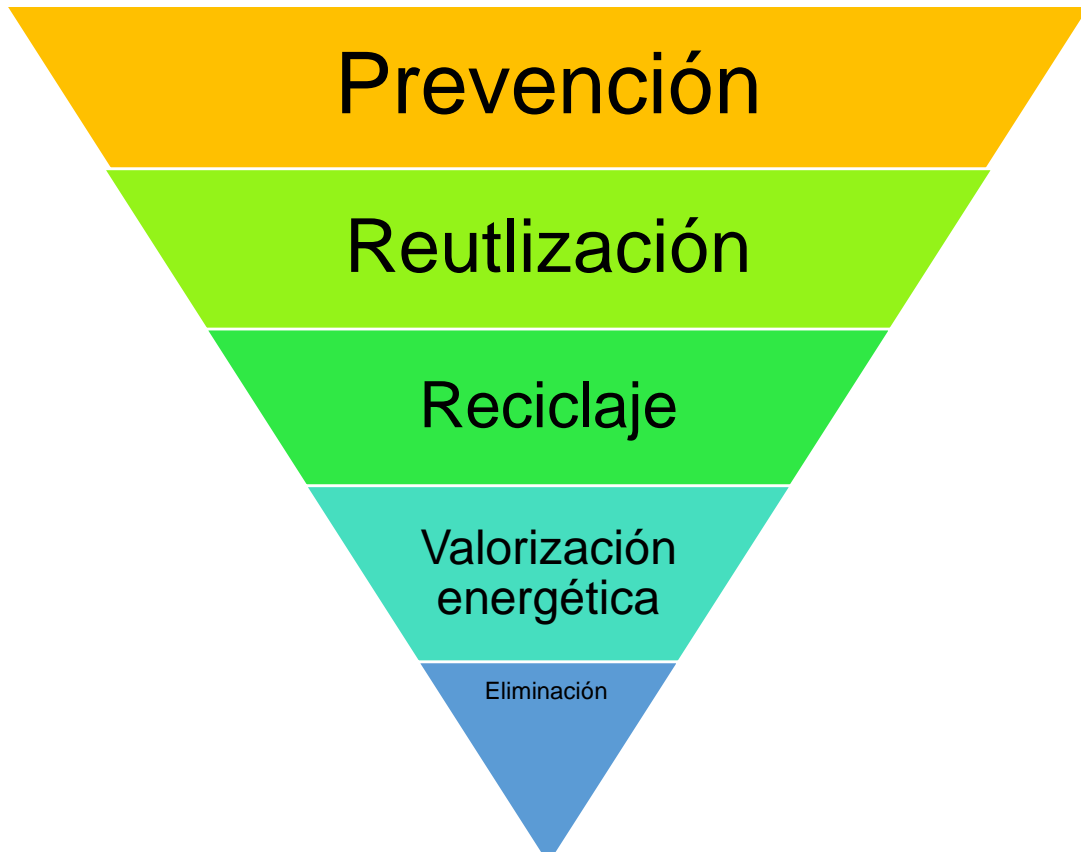 Prevención
Reutlización
Reciclaje
Valorización
energética
Eliminación